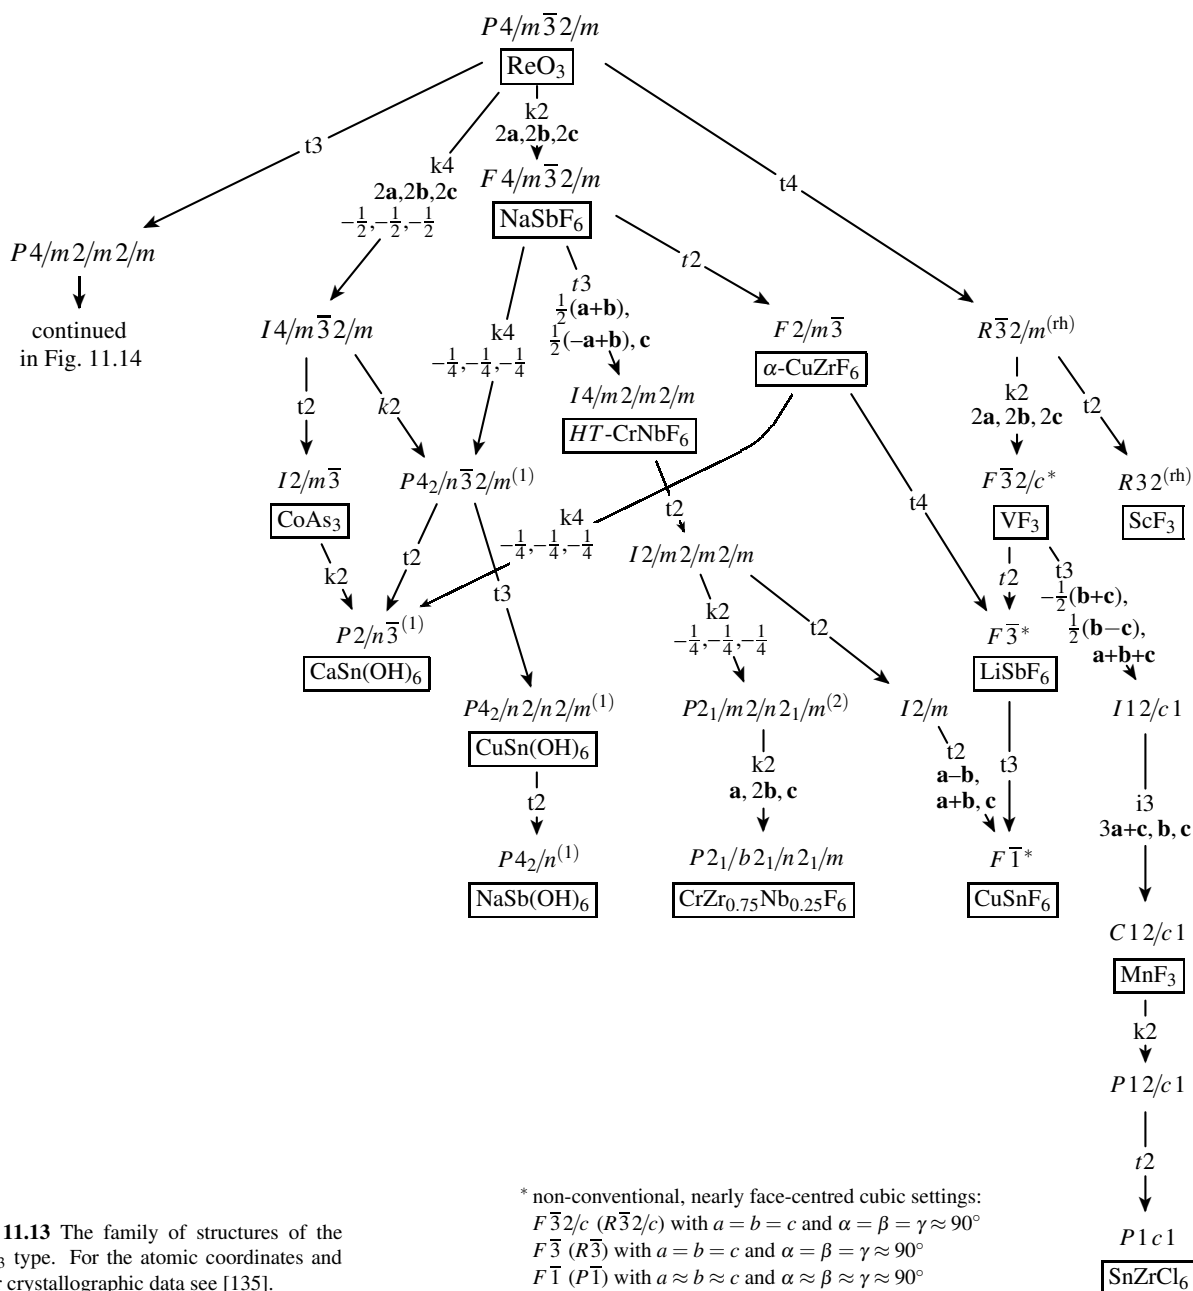 P4/m3̅2/m
ReO₃
t3
k4
2a,2b,2c
−1/2,−1/2,−1/2
k2
2a,2b,2c
t4
P4/m2/m2/m
continued
in Fig. 11.14
F4/m3̅2/m
NaSbF₆
k4
−1/4,−1/4,−1/4
t3
1/2(a+b),
1/2(−a+b), c
t2
I4/m3̅2/m
t2
k2
F2/m3̅
α-CuZrF₆
k4
−1/4,−1/4,−1/4
t4
R3̅2/m(rh)
k2
2a, 2b, 2c
t2
I4/m2/m2/m
HT-CrNbF₆
t2
I2/m3̅
CoAs₃
k2
P4₂/n3̅2/m(1)
t2
t3
F3̅2/c*
VF₃
t2
t3
−1/2(b+c),
1/2(b−c),
a+b+c
R32(rh)
ScF₃
I2/m2/m2/m
k2
−1/4,−1/4,−1/4
t2
P2/n3̅(1)
CaSn(OH)₆
F3̅*
LiSbF₆
t3
P4₂/n2/n2/m(1)
CuSn(OH)₆
t2
P2₁/m2/n2₁/m(2)
k2
a, 2b, c
I2/m
t2
a−b,
a+b, c
I12/c1
i3
3a+c, b, c
P4₂/n(1)
NaSb(OH)₆
P2₁/b2₁/n2₁/m
CrZr₀.₇₅Nb₀.₂₅F₆
F1̅*
CuSnF₆
C12/c1
MnF₃
k2
P12/c1
t2
P1c1
SnZrCl₆
11.13 The family of structures of the
₃ type. For the atomic coordinates and
r crystallographic data see [135].
* non-conventional, nearly face-centred cubic settings:
F3̅2/c (R3̅2/c) with a = b = c and α = β = γ ≈ 90°
F3̅ (R3̅) with a = b = c and α = β = γ ≈ 90°
F1̅ (P1̅) with a ≈ b ≈ c and α ≈ β ≈ γ ≈ 90°